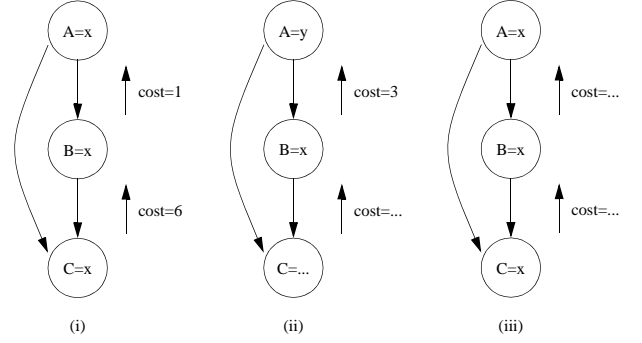 A=x
A=y
A=x
cost=1
cost=3
cost=...
B=x
B=x
B=x
cost=6
cost=...
cost=...
C=x
C=...
C=x
(i)
(ii)
(iii)